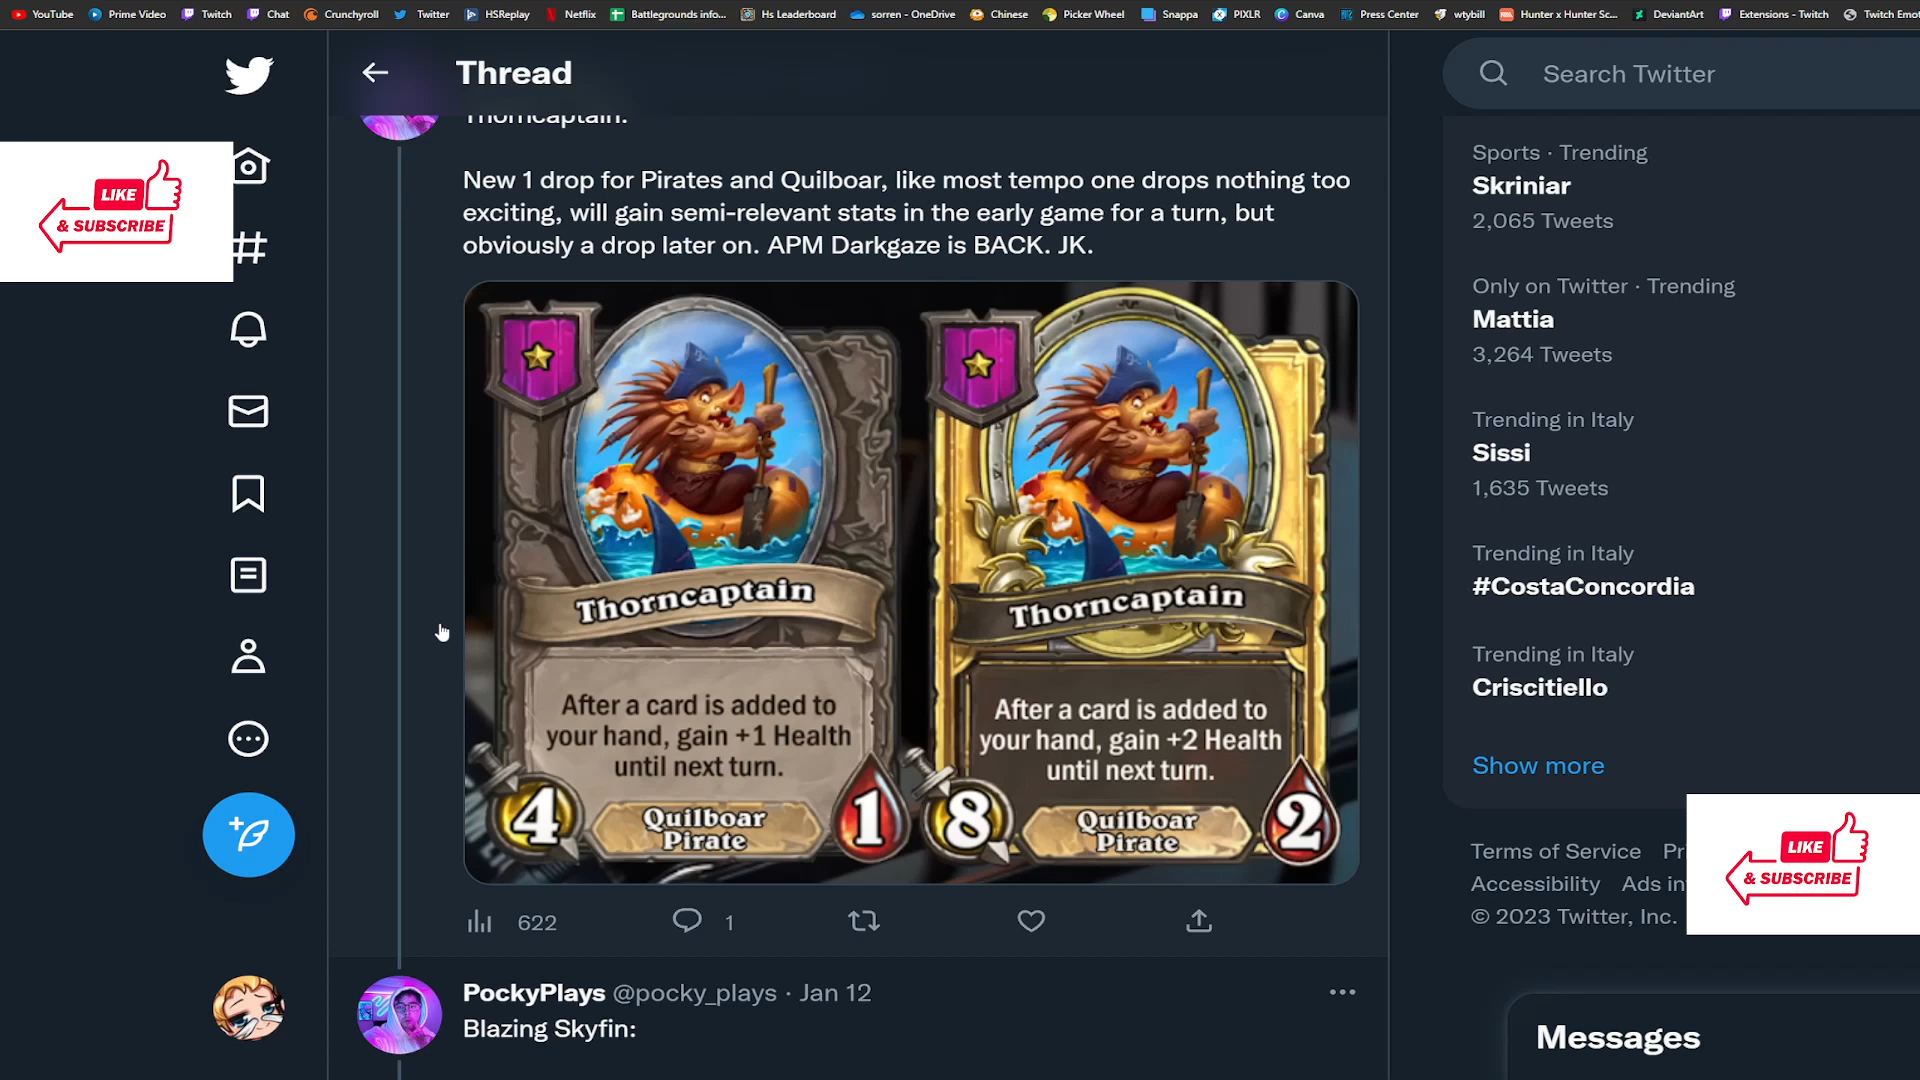 YouTube Prime Video Twitch Chat Crunchyroll Twitter HSReplay Netflix Battlegrounds info... Hs Leaderboard sorren - OneDrive Chinese Picker Wheel Snappa PIXLR Canva Press Center wtybill Hunter x Hunter Sc... DeviantArt Extensions - Twitch Twitch Emot
Thread
Search Twitter
Thorncaptain:
New 1 drop for Pirates and Quilboar, like most tempo one drops nothing too
exciting, will gain semi-relevant stats in the early game for a turn, but
obviously a drop later on. APM Darkgaze is BACK. JK.
LIKE
& SUBSCRIBE
Thorncaptain
After a card is added to
your hand, gain +1 Health
until next turn.
4
Quilboar
Pirate
1
Thorncaptain
After a card is added to
your hand, gain +2 Health
until next turn.
8
Quilboar
Pirate
2
622
1
PockyPlays @pocky_plays · Jan 12
Blazing Skyfin:
Sports · Trending
Skriniar
2,065 Tweets
Only on Twitter · Trending
Mattia
3,264 Tweets
Trending in Italy
Sissi
1,635 Tweets
Trending in Italy
#CostaConcordia
Trending in Italy
Criscitiello
Show more
Terms of Service Pr
Accessibility Ads in
© 2023 Twitter, Inc.
LIKE
& SUBSCRIBE
Messages